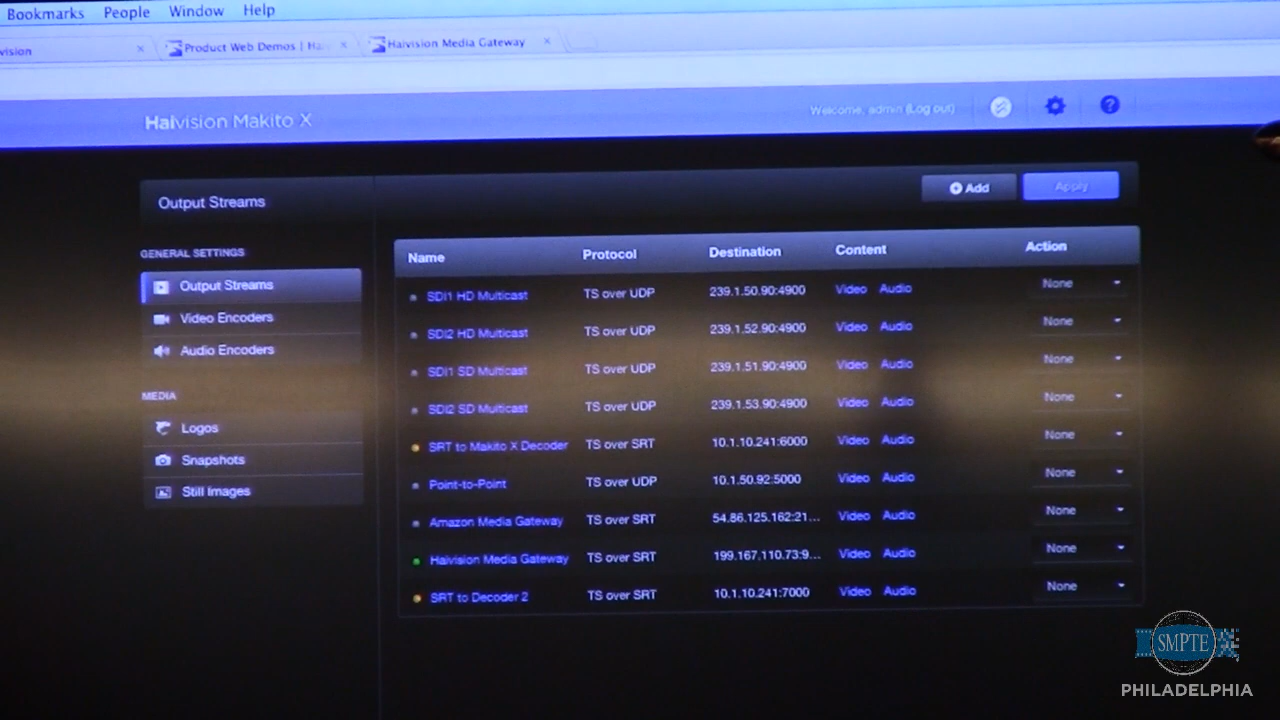 Bookmarks People Window Help
vision Product Web Demos | Ha Haivision Media Gateway
Haivision Makito X Welcome, admin (Log out)
Output Streams Add Apply
GENERAL SETTINGS
Output Streams
Video Encoders
Audio Encoders
MEDIA
Logos
Snapshots
Still Images
Name Protocol Destination Content Action
SDI1 HD Multicast TS over UDP 239.1.50.90:4900 Video Audio None
SDI2 HD Multicast TS over UDP 239.1.52.90:4900 Video Audio None
SDI1 SD Multicast TS over UDP 239.1.51.90:4900 Video Audio None
SDI2 SD Multicast TS over UDP 239.1.53.90:4900 Video Audio None
SRT to Makito X Decoder TS over SRT 10.1.10.241:6000 Video Audio None
Point-to-Point TS over UDP 10.1.50.92:5000 Video Audio None
Amazon Media Gateway TS over SRT 54.86.125.162:21... Video Audio None
Haivision Media Gateway TS over SRT 199.167.110.73:9... Video Audio None
SRT to Decoder 2 TS over SRT 10.1.10.241:7000 Video Audio None
SMPTE
PHILADELPHIA